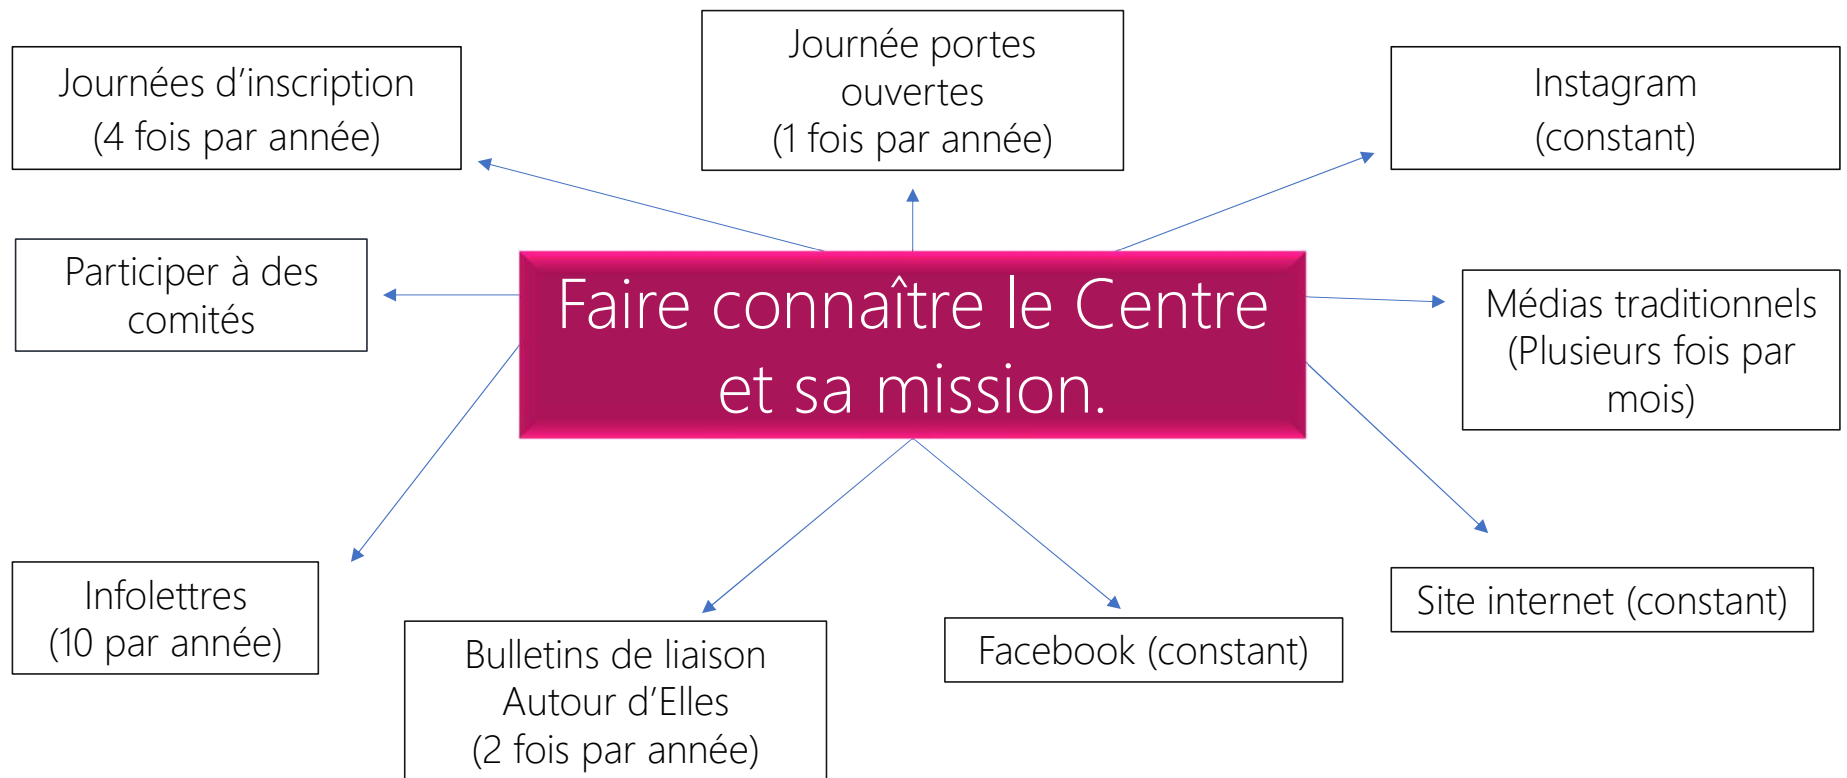 Journées d'inscription
(4 fois par année)
Journée portes
ouvertes
(1 fois par année)
Instagram
(constant)
Participer à des
comités
Faire connaître le Centre
et sa mission.
Médias traditionnels
(Plusieurs fois par
mois)
Infolettres
(10 par année)
Bulletins de liaison
Autour d'Elles
(2 fois par année)
Facebook (constant)
Site internet (constant)